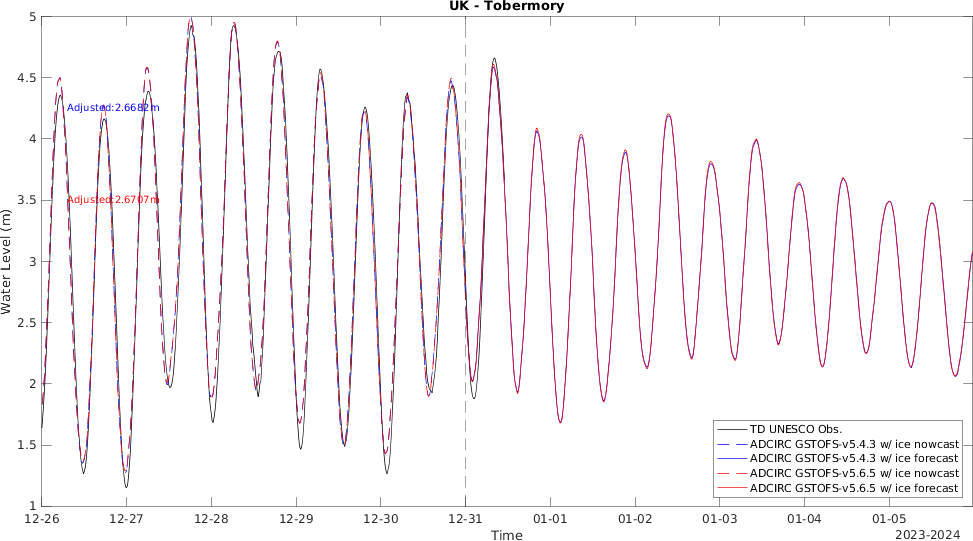 UK - Tobermory
5
4.5
Adjusted:2.6682m
4
3.5
Adjusted:2.6707m
Water Level (m)
3
2.5
2
1.5
1
TD UNESCO Obs.
ADCIRC GSTOFS-v5.4.3 w/ ice nowcast
ADCIRC GSTOFS-v5.4.3 w/ ice forecast
ADCIRC GSTOFS-v5.6.5 w/ ice nowcast
ADCIRC GSTOFS-v5.6.5 w/ ice forecast
12-26 12-27 12-28 12-29 12-30 12-31 01-01 01-02 01-03 01-04 01-05
Time
2023-2024